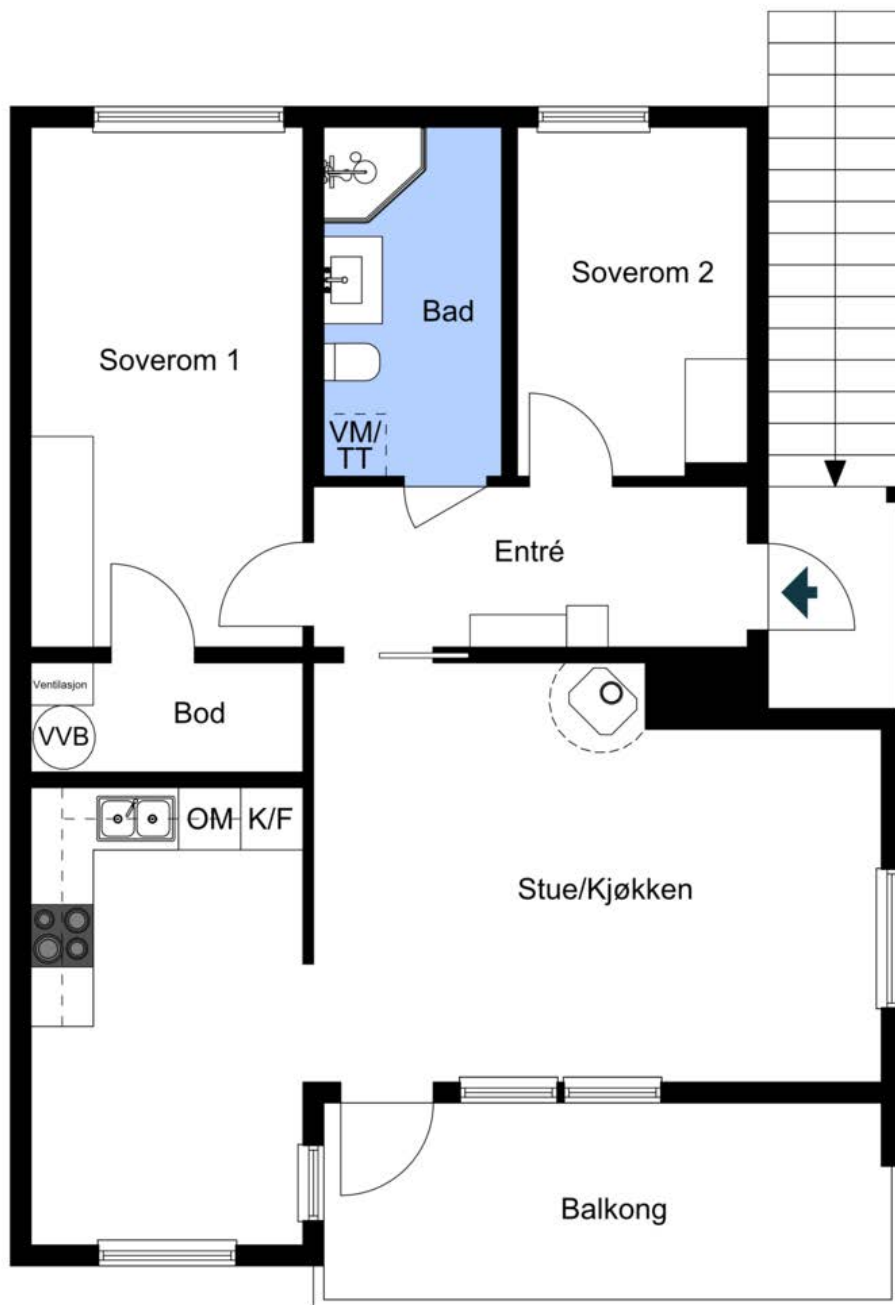 Soverom 1
Bad
Soverom 2
VM/
TT
Entré
Ventilasjon
VVB
Bod
OM
K/F
Stue/Kjøkken
Balkong